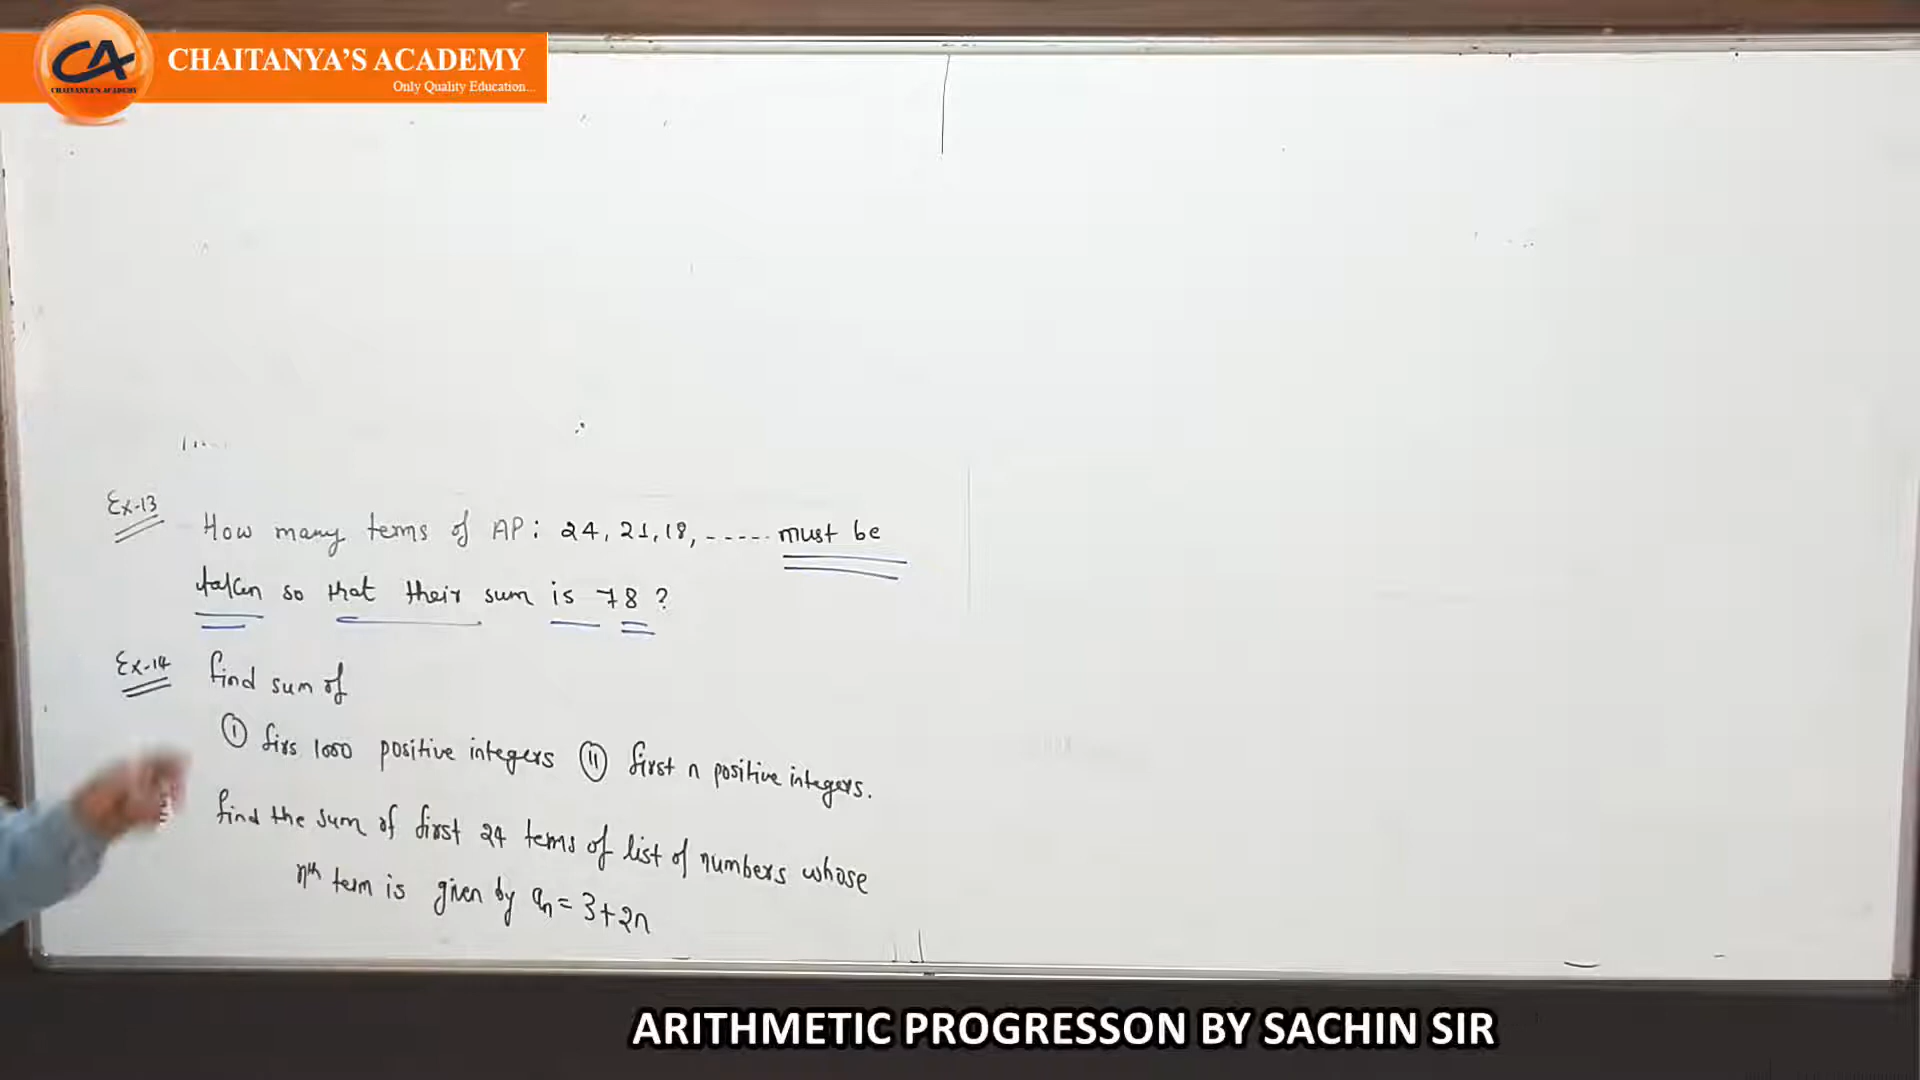 CHAITANYA'S ACADEMY
Only Quality Education...
CA
CHAITANYA'S ACADEMY
Ex-13
How many terms of AP: 24, 21, 18, ----- must be
taken so that their sum is 78 ?
Ex-14
find sum of
(i) firs 1000 positive integers (ii) first n positive integers.
find the sum of first 24 terms of list of numbers whose
nth term is given by an = 3+2n
ARITHMETIC PROGRESSON BY SACHIN SIR